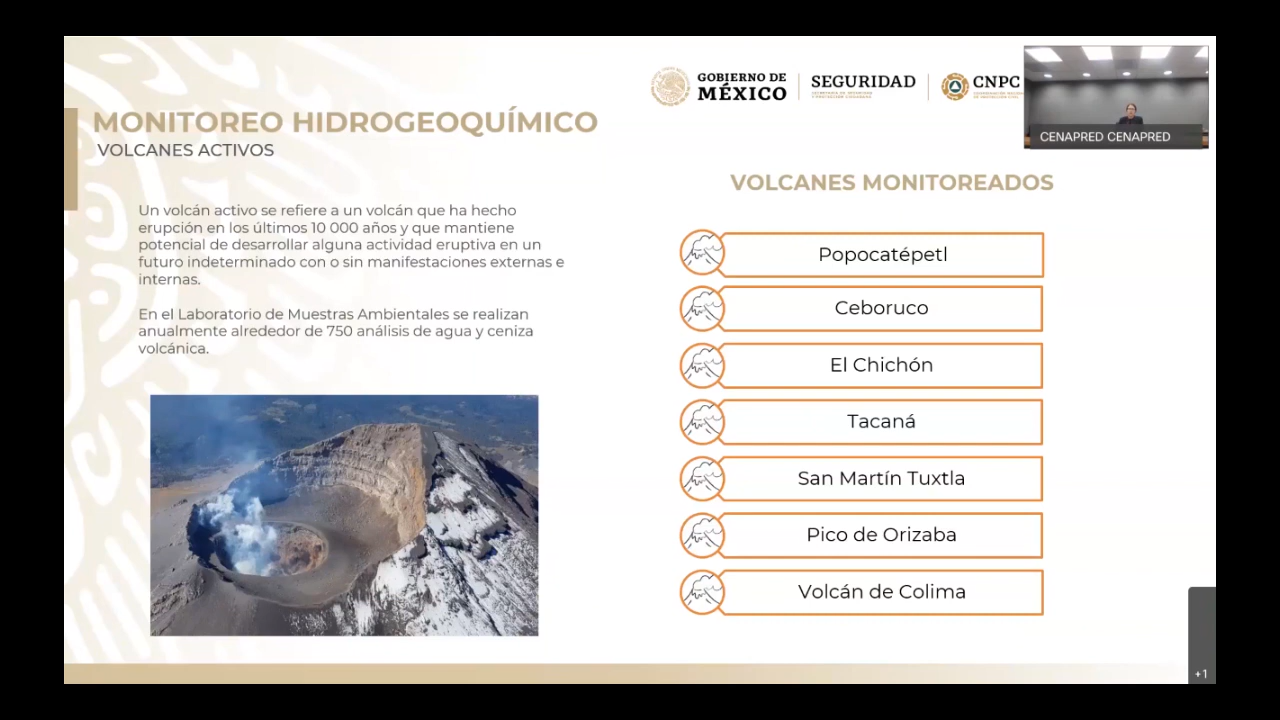 GOBIERNO DE
MÉXICO
SEGURIDAD
CNPC
CENAPRED CENAPRED
MONITOREO HIDROGEOQUÍMICO
VOLCANES ACTIVOS
Un volcán activo se refiere a un volcán que ha hecho
erupción en los últimos 10 000 años y que mantiene
potencial de desarrollar alguna actividad eruptiva en un
futuro indeterminado con o sin manifestaciones externas e
internas.
En el Laboratorio de Muestras Ambientales se realizan
anualmente alrededor de 750 análisis de agua y ceniza
volcánica.
VOLCANES MONITOREADOS
Popocatépetl
Ceboruco
El Chichón
Tacaná
San Martín Tuxtla
Pico de Orizaba
Volcán de Colima
+1